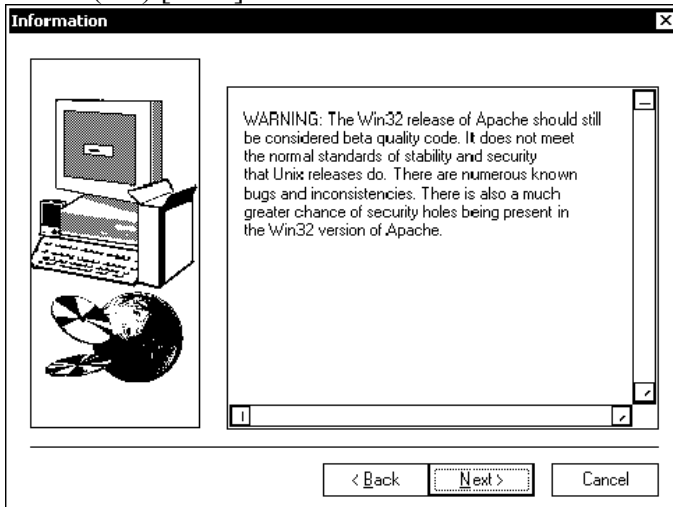 Information
WARNING: The Win32 release of Apache should still
be considered beta quality code. It does not meet
the normal standards of stability and security
that Unix releases do. There are numerous known
bugs and inconsistencies. There is also a much
greater chance of security holes being present in
the Win32 version of Apache.
< Back Next > Cancel